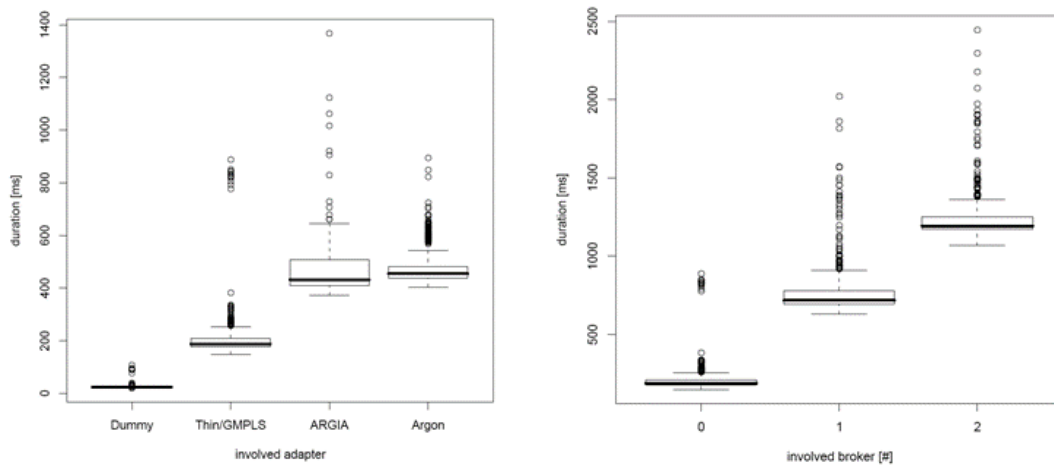 1400
1200
1000
800
600
400
200
0
duration [ms]
Dummy Thin/GMPLS ARGIA Argon
involved adapter
2500
2000
1500
1000
500
duration [ms]
0 1 2
involved broker [#]